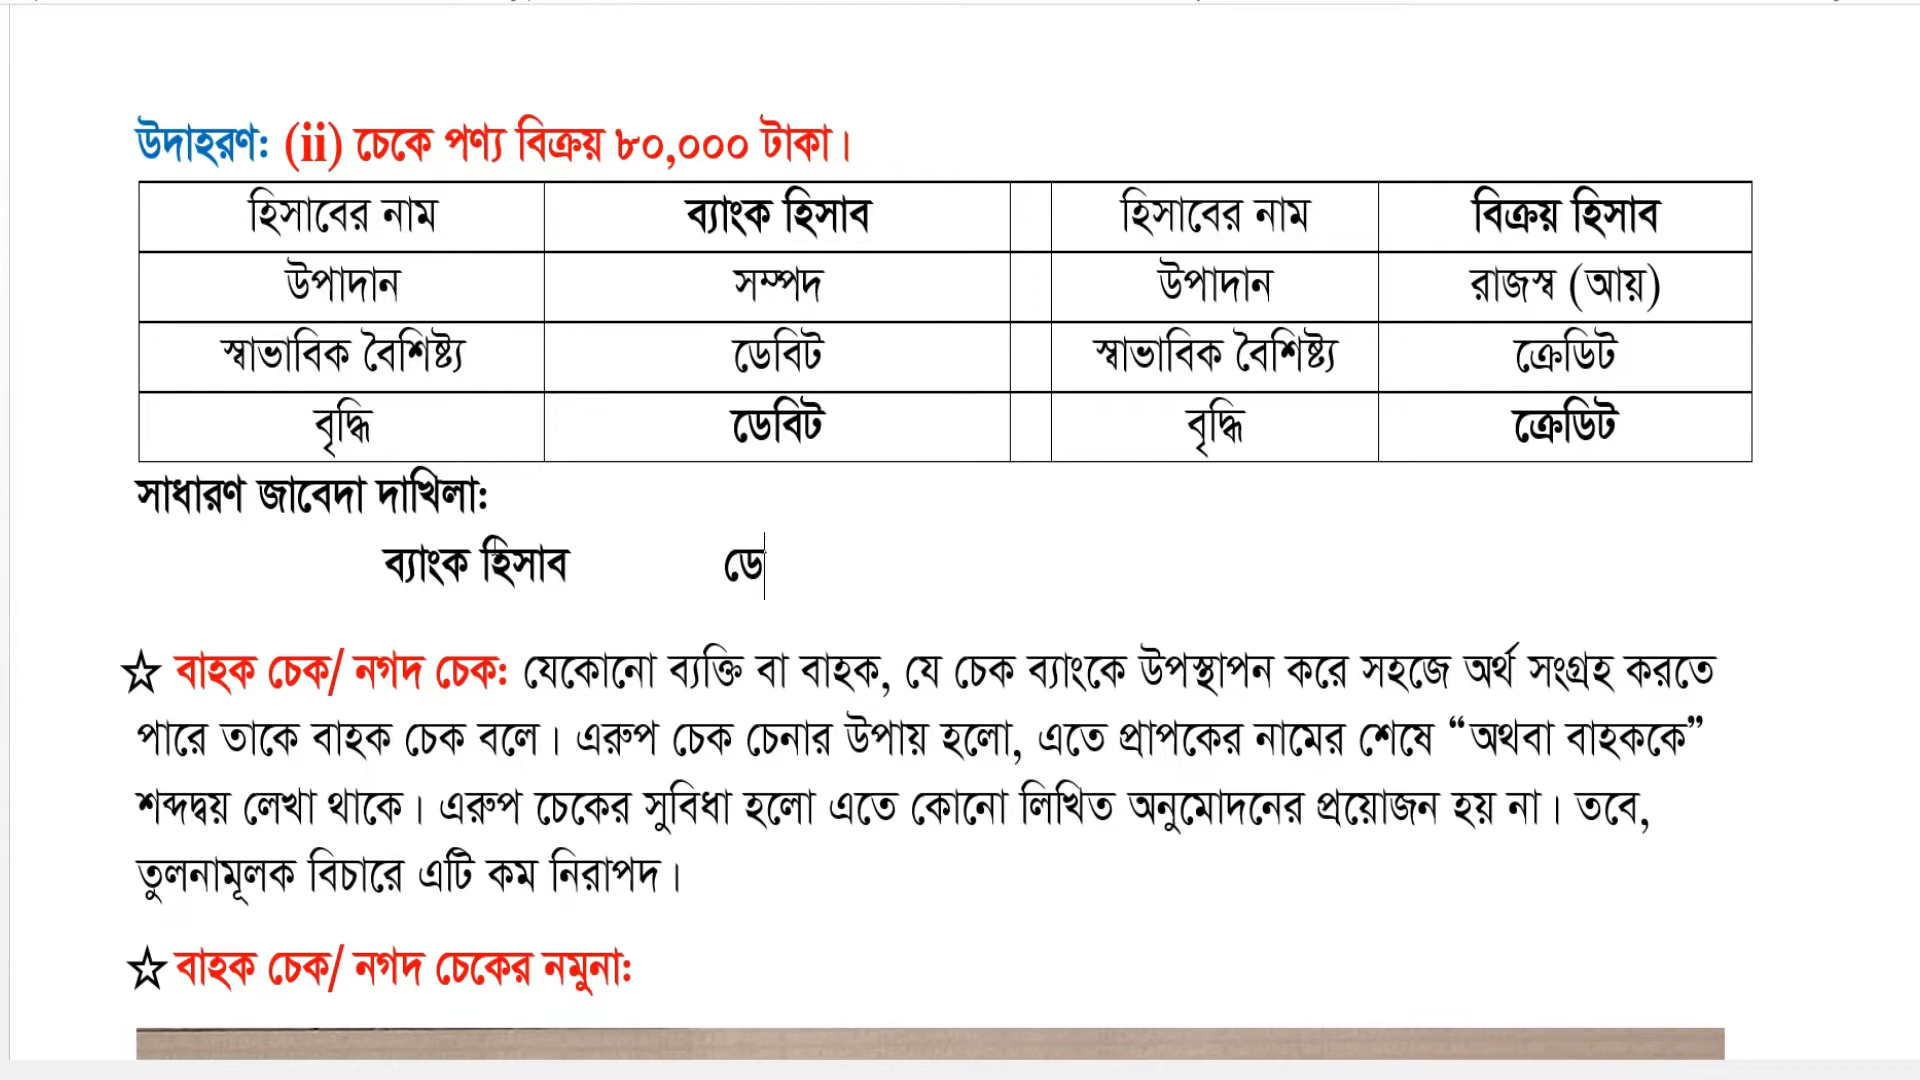 উদাহরণ: (ii) চেকে পণ্য বিক্রয় ৮০,০০০ টাকা।
হিসাবের নাম ব্যাংক হিসাব হিসাবের নাম বিক্রয় হিসাব
উপাদান সম্পদ উপাদান রাজস্ব (আয়)
স্বাভাবিক বৈশিষ্ট্য ডেবিট স্বাভাবিক বৈশিষ্ট্য ক্রেডিট
বৃদ্ধি ডেবিট বৃদ্ধি ক্রেডিট
সাধারণ জাবেদা দাখিলা:
ব্যাংক হিসাব ডে
☆ বাহক চেক/ নগদ চেক: যেকোনো ব্যক্তি বা বাহক, যে চেক ব্যাংকে উপস্থাপন করে সহজে অর্থ সংগ্রহ করতে
পারে তাকে বাহক চেক বলে। এরুপ চেক চেনার উপায় হলো, এতে প্রাপকের নামের শেষে “অথবা বাহককে”
শব্দদ্বয় লেখা থাকে। এরুপ চেকের সুবিধা হলো এতে কোনো লিখিত অনুমোদনের প্রয়োজন হয় না। তবে,
তুলনামূলক বিচারে এটি কম নিরাপদ।
☆ বাহক চেক/ নগদ চেকের নমুনা: